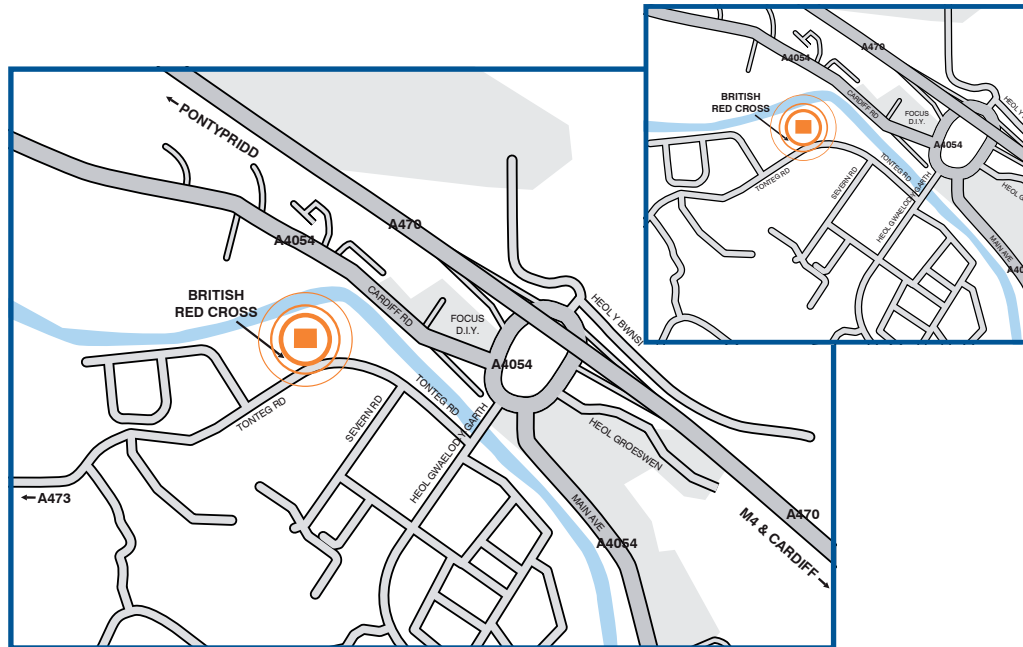 PONTYPRIDD
A470
A4054
CARDIFF RD
BRITISH
RED CROSS
FOCUS
D.I.Y.
A4054
HEOL Y BWNSI
TONTEG RD
TONTEG RD
SEVERN RD
HEOL GWAELOD Y GARTH
HEOL GROESWEN
MAIN AVE
A4054
A473
M4 & CARDIFF
A470
A470
A4054
BRITISH
RED CROSS
CARDIFF RD
FOCUS
D.I.Y.
A4054
TONTEG RD
TONTEG RD
SEVERN RD
HEOL GWAELOD Y GARTH
MAIN AVE